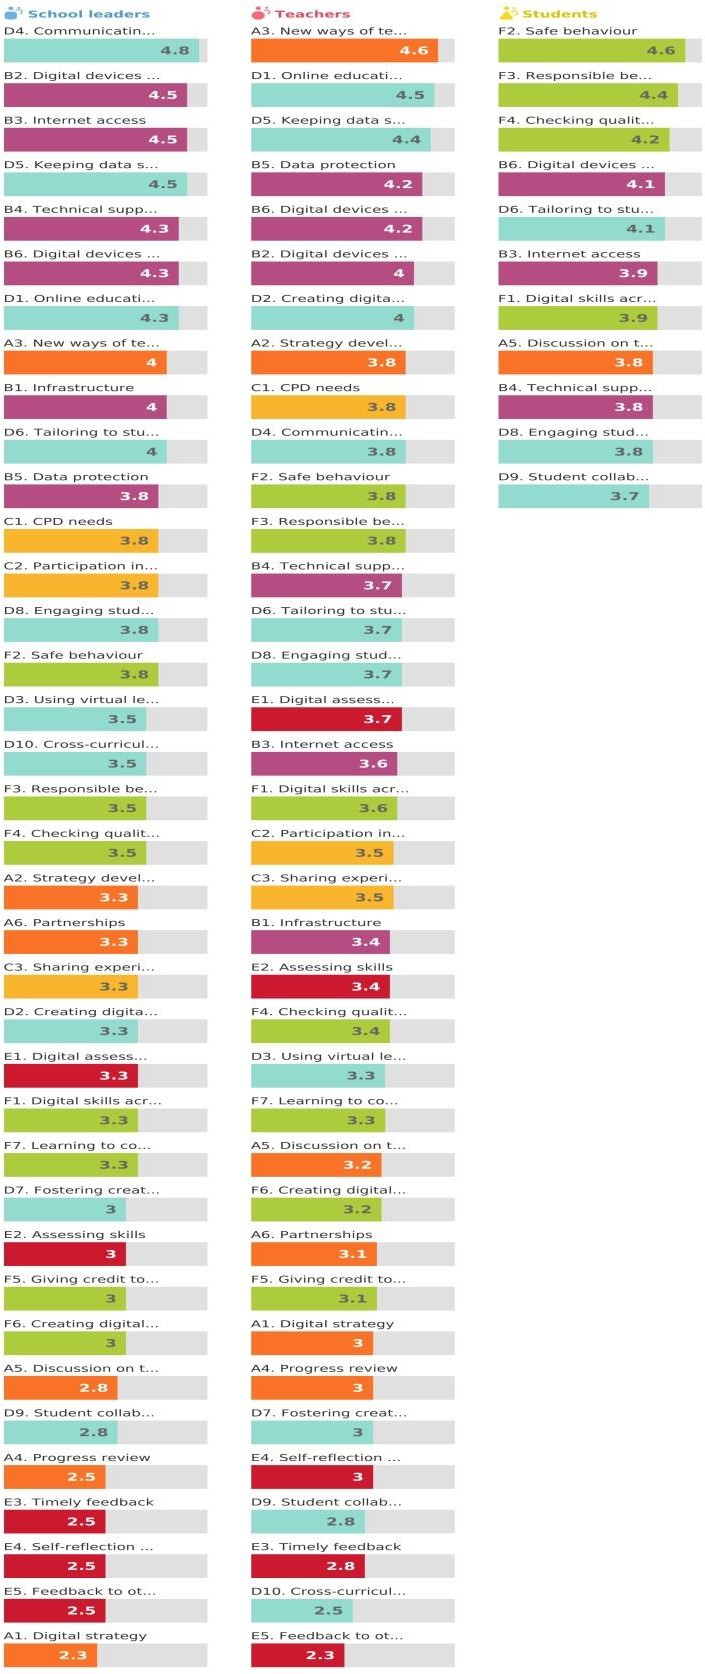 School leaders
D4. Communicatin...
4.8
B2. Digital devices ...
4.5
B3. Internet access
4.5
D5. Keeping data s...
4.5
B4. Technical supp...
4.3
B6. Digital devices ...
4.3
D1. Online educati...
4.3
A3. New ways of te...
4
B1. Infrastructure
4
D6. Tailoring to stu...
4
B5. Data protection
3.8
C1. CPD needs
3.8
C2. Participation in...
3.8
D8. Engaging stud...
3.8
F2. Safe behaviour
3.8
D3. Using virtual le...
3.5
D10. Cross-curricul...
3.5
F3. Responsible be...
3.5
F4. Checking qualit...
3.5
A2. Strategy devel...
3.3
A6. Partnerships
3.3
C3. Sharing experi...
3.3
D2. Creating digita...
3.3
E1. Digital assess...
3.3
F1. Digital skills acr...
3.3
F7. Learning to co...
3.3
D7. Fostering creat...
3
E2. Assessing skills
3
F5. Giving credit to...
3
F6. Creating digital...
3
A5. Discussion on t...
2.8
D9. Student collab...
2.8
A4. Progress review
2.5
E3. Timely feedback
2.5
E4. Self-reflection ...
2.5
E5. Feedback to ot...
2.5
A1. Digital strategy
2.3
Teachers
A3. New ways of te...
4.6
D1. Online educati...
4.5
D5. Keeping data s...
4.4
B5. Data protection
4.2
B6. Digital devices ...
4.2
B2. Digital devices ...
4
D2. Creating digita...
4
A2. Strategy devel...
3.8
C1. CPD needs
3.8
D4. Communicatin...
3.8
F2. Safe behaviour
3.8
F3. Responsible be...
3.8
B4. Technical supp...
3.7
D6. Tailoring to stu...
3.7
D8. Engaging stud...
3.7
E1. Digital assess...
3.7
B3. Internet access
3.6
F1. Digital skills acr...
3.6
C2. Participation in...
3.5
C3. Sharing experi...
3.5
B1. Infrastructure
3.4
E2. Assessing skills
3.4
F4. Checking qualit...
3.4
D3. Using virtual le...
3.3
F7. Learning to co...
3.3
A5. Discussion on t...
3.2
F6. Creating digital...
3.2
A6. Partnerships
3.1
F5. Giving credit to...
3.1
A1. Digital strategy
3
A4. Progress review
3
D7. Fostering creat...
3
E4. Self-reflection ...
3
D9. Student collab...
2.8
E3. Timely feedback
2.8
D10. Cross-curricul...
2.5
E5. Feedback to ot...
2.3
Students
F2. Safe behaviour
4.6
F3. Responsible be...
4.4
F4. Checking qualit...
4.2
B6. Digital devices ...
4.1
D6. Tailoring to stu...
4.1
B3. Internet access
3.9
F1. Digital skills acr...
3.9
A5. Discussion on t...
3.8
B4. Technical supp...
3.8
D8. Engaging stud...
3.8
D9. Student collab...
3.7